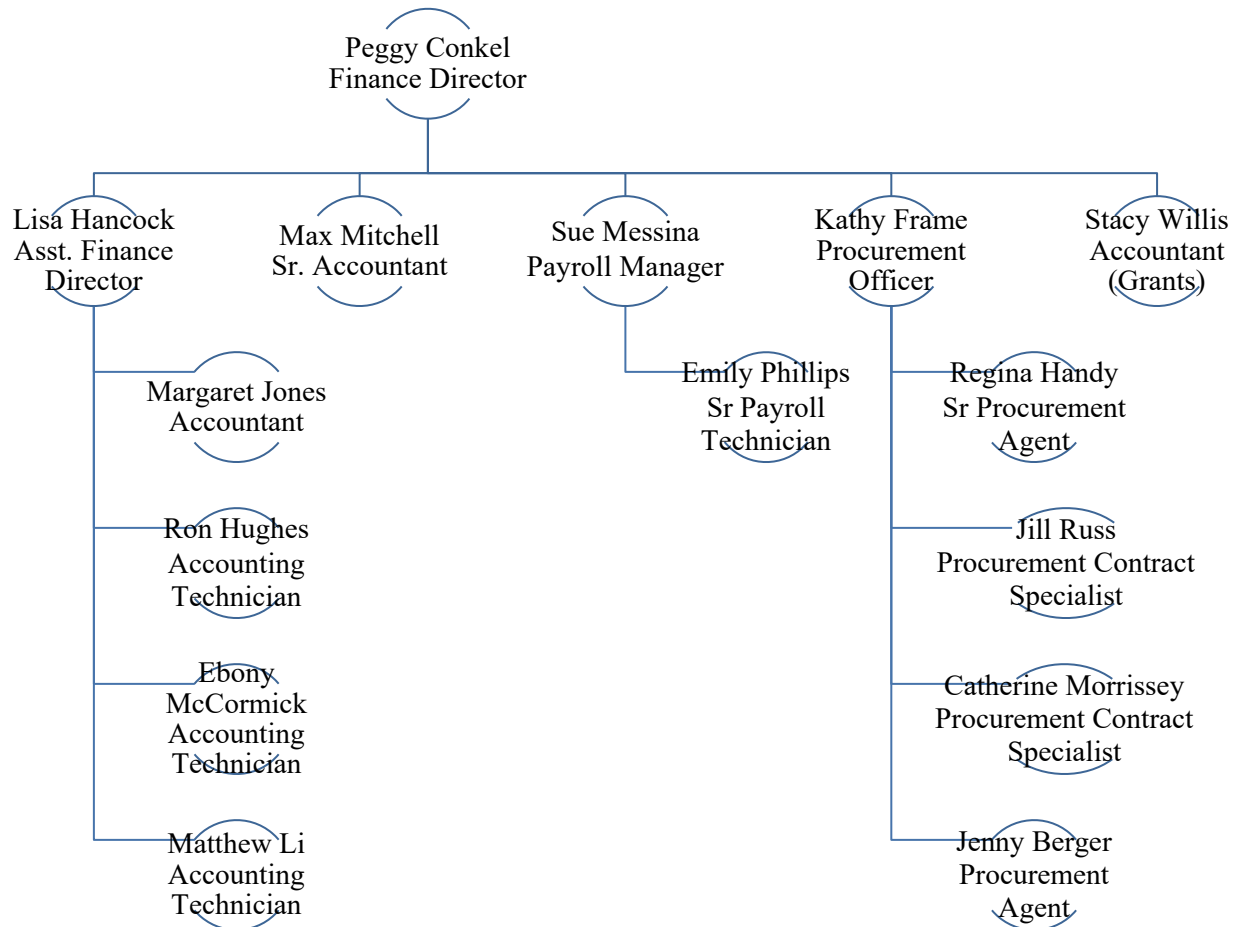 Peggy Conkel
Finance Director
Lisa Hancock
Asst. Finance
Director
Max Mitchell
Sr. Accountant
Sue Messina
Payroll Manager
Kathy Frame
Procurement
Officer
Stacy Willis
Accountant
(Grants)
Margaret Jones
Accountant
Ron Hughes
Accounting
Technician
Ebony
McCormick
Accounting
Technician
Matthew Li
Accounting
Technician
Emily Phillips
Sr Payroll
Technician
Regina Handy
Sr Procurement
Agent
Jill Russ
Procurement Contract
Specialist
Catherine Morrissey
Procurement Contract
Specialist
Jenny Berger
Procurement
Agent